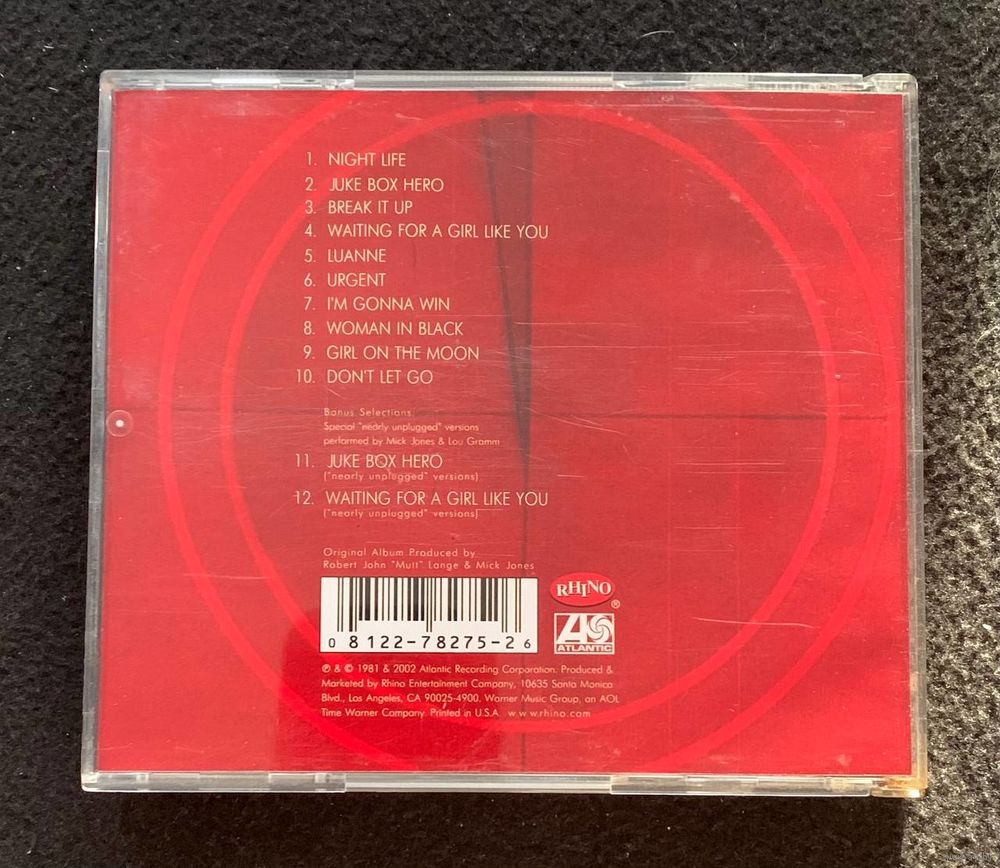 1. NIGHT LIFE
2. JUKE BOX HERO
3. BREAK IT UP
4. WAITING FOR A GIRL LIKE YOU
5. LUANNE
6. URGENT
7. I'M GONNA WIN
8. WOMAN IN BLACK
9. GIRL ON THE MOON
10. DON'T LET GO
Bonus Selections:
Special "nearly unplugged" versions
performed by Mick Jones & Lou Gramm
11. JUKE BOX HERO
("nearly unplugged" versions)
12. WAITING FOR A GIRL LIKE YOU
("nearly unplugged" versions)
Original Album Produced by
Robert John "Mutt" Lange & Mick Jones
RHINO ®
ATLANTIC
0 8122-78275-2 6
℗ & © 1981 & 2002 Atlantic Recording Corporation. Produced &
Marketed by Rhino Entertainment Company, 10635 Santa Monica
Blvd., Los Angeles, CA 90025-4900. Warner Music Group, an AOL
Time Warner Company. Printed in U.S.A. www.rhino.com